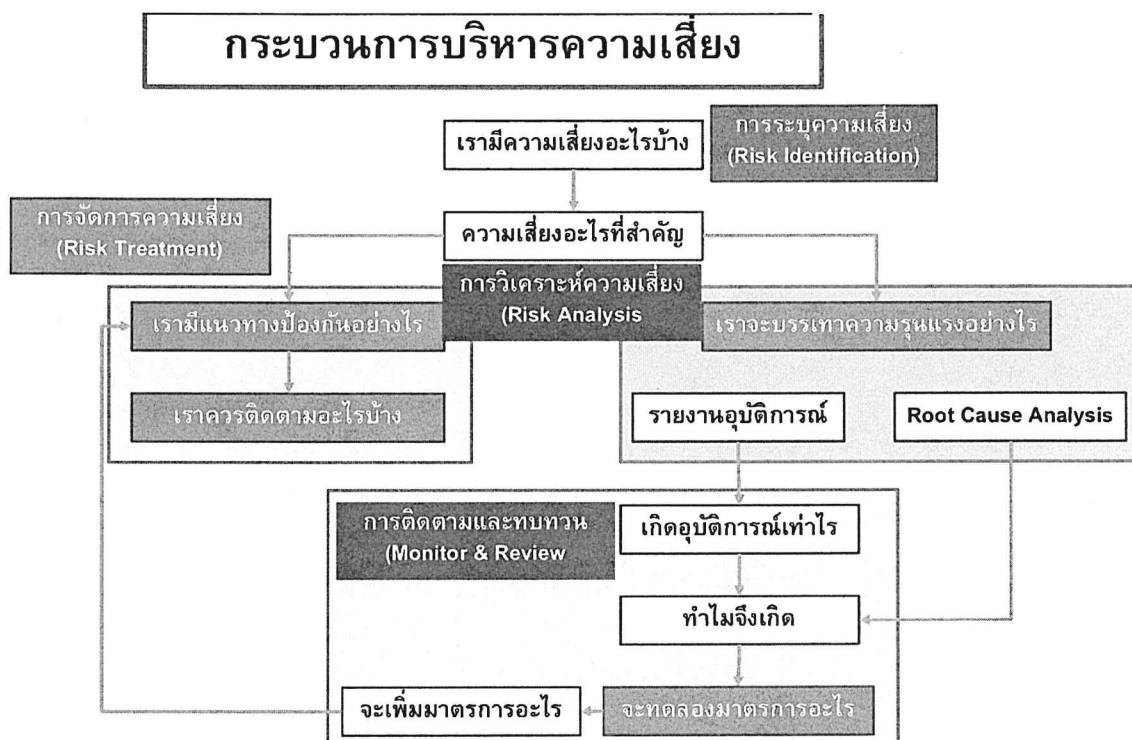 กระบวนการบริหารความเสี่ยง
เรามีความเสี่ยงอะไรบ้าง
การระบุความเสี่ยง
(Risk Identification)
การจัดการความเสี่ยง
(Risk Treatment)
ความเสี่ยงอะไรที่สำคัญ
การวิเคราะห์ความเสี่ยง
(Risk Analysis
เรามีแนวทางป้องกันอย่างไร
เราจะบรรเทาความรุนแรงอย่างไร
เราควรติดตามอะไรบ้าง
รายงานอุบัติการณ์
Root Cause Analysis
การติดตามและทบทวน
(Monitor & Review
เกิดอุบัติการณ์เท่าไร
ทำไมจึงเกิด
จะเพิ่มมาตรการอะไร
จะทดลองมาตรการอะไร